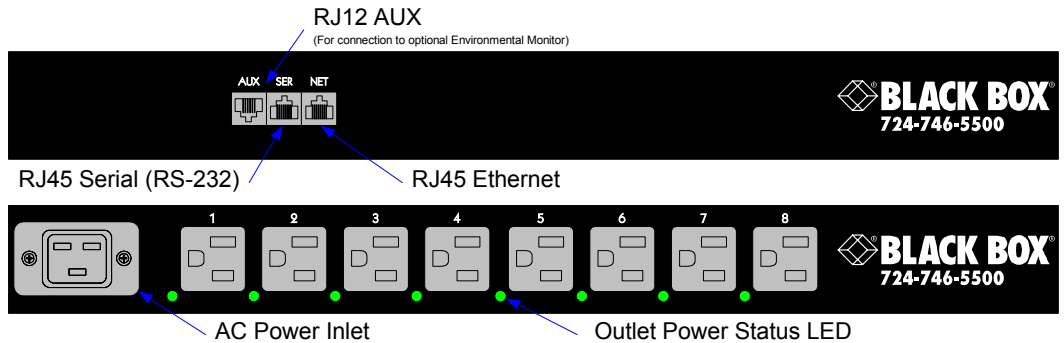 RJ12 AUX
(For connection to optional Environmental Monitor)
AUX SER NET
BLACK BOX®
724-746-5500
RJ45 Serial (RS-232)
RJ45 Ethernet
1 2 3 4 5 6 7 8
BLACK BOX®
724-746-5500
AC Power Inlet
Outlet Power Status LED